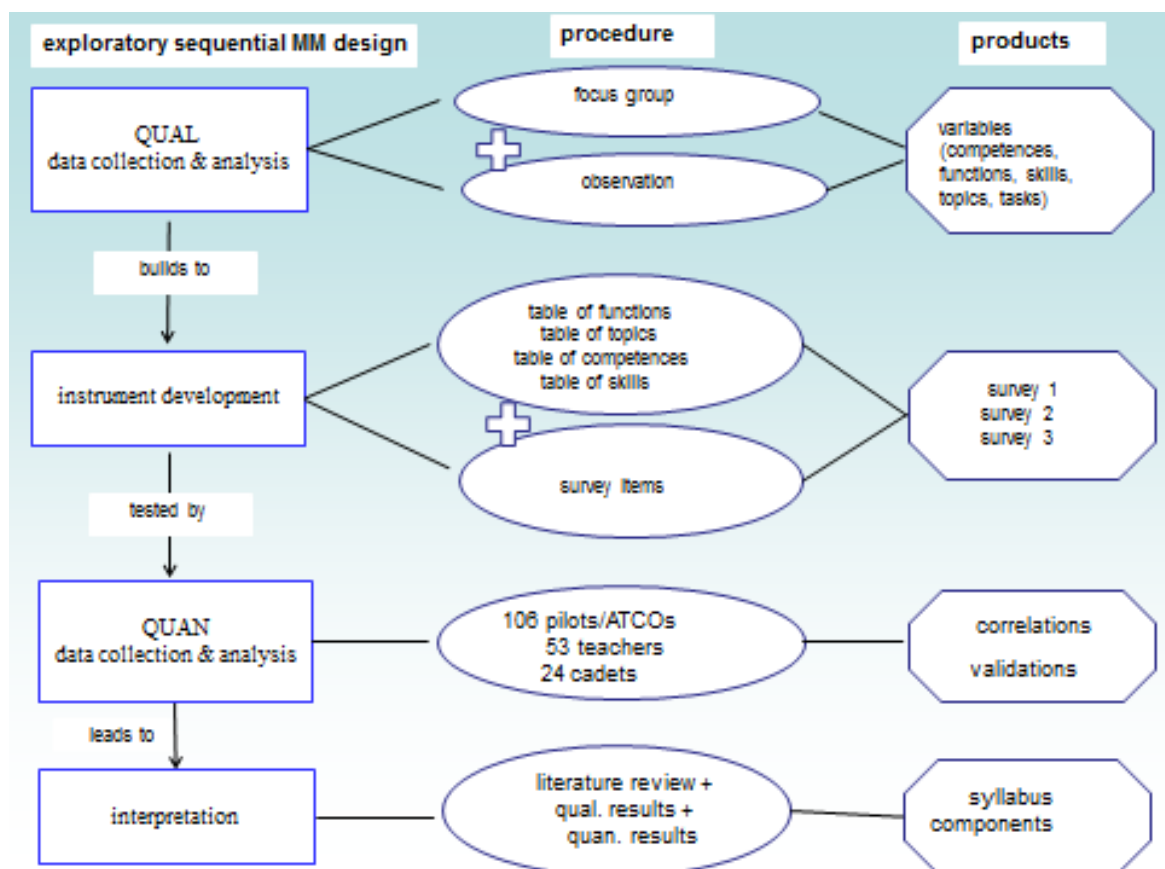 exploratory sequential MM design
procedure
products
QUAL
data collection & analysis
focus group
observation
variables
(competences,
functions, skills,
topics, tasks)
builds to
instrument development
table of functions
table of topics
table of competences
table of skills
survey items
survey 1
survey 2
survey 3
tested by
QUAN
data collection & analysis
106 pilots/ATCOs
53 teachers
24 cadets
correlations
validations
leads to
interpretation
literature review +
qual. results +
quan. results
syllabus
components